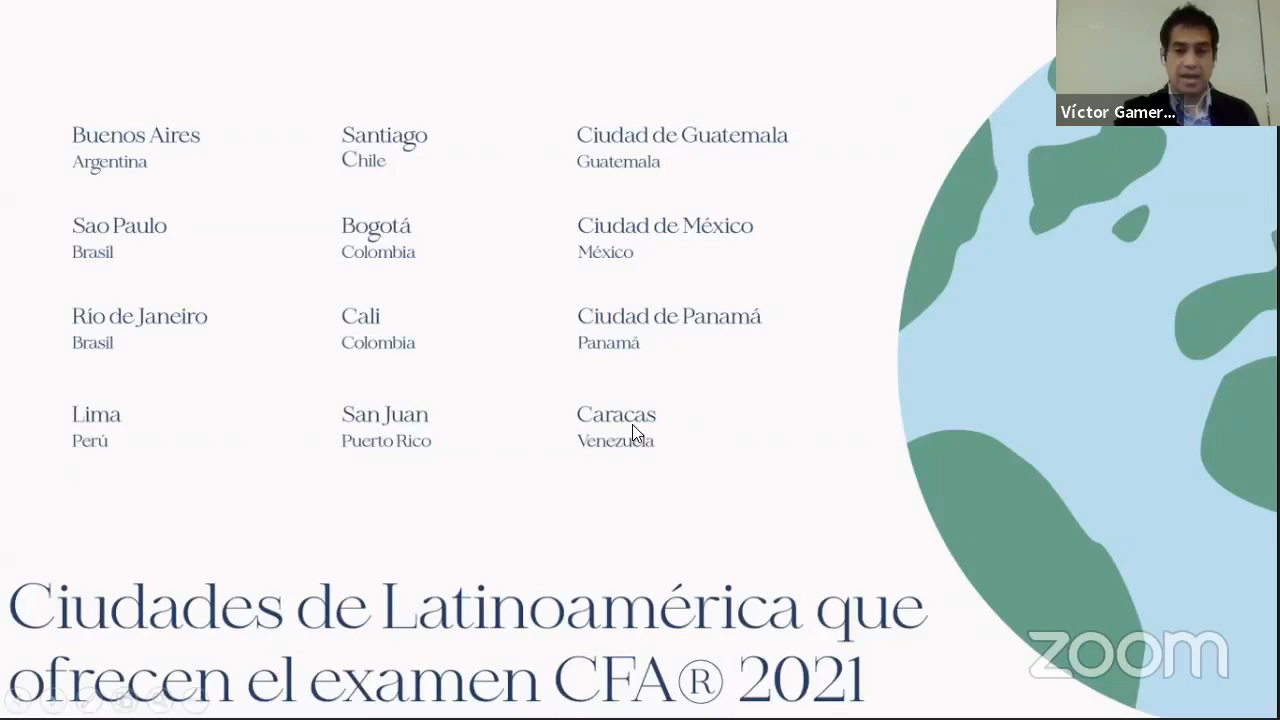 Víctor Gamer...
Buenos Aires
Argentina
Santiago
Chile
Ciudad de Guatemala
Guatemala
Sao Paulo
Brasil
Bogotá
Colombia
Ciudad de México
México
Río de Janeiro
Brasil
Cali
Colombia
Ciudad de Panamá
Panamá
Lima
Perú
San Juan
Puerto Rico
Caracas
Venezuela
Ciudades de Latinoamérica que
ofrecen el examen CFA® 2021
zoom